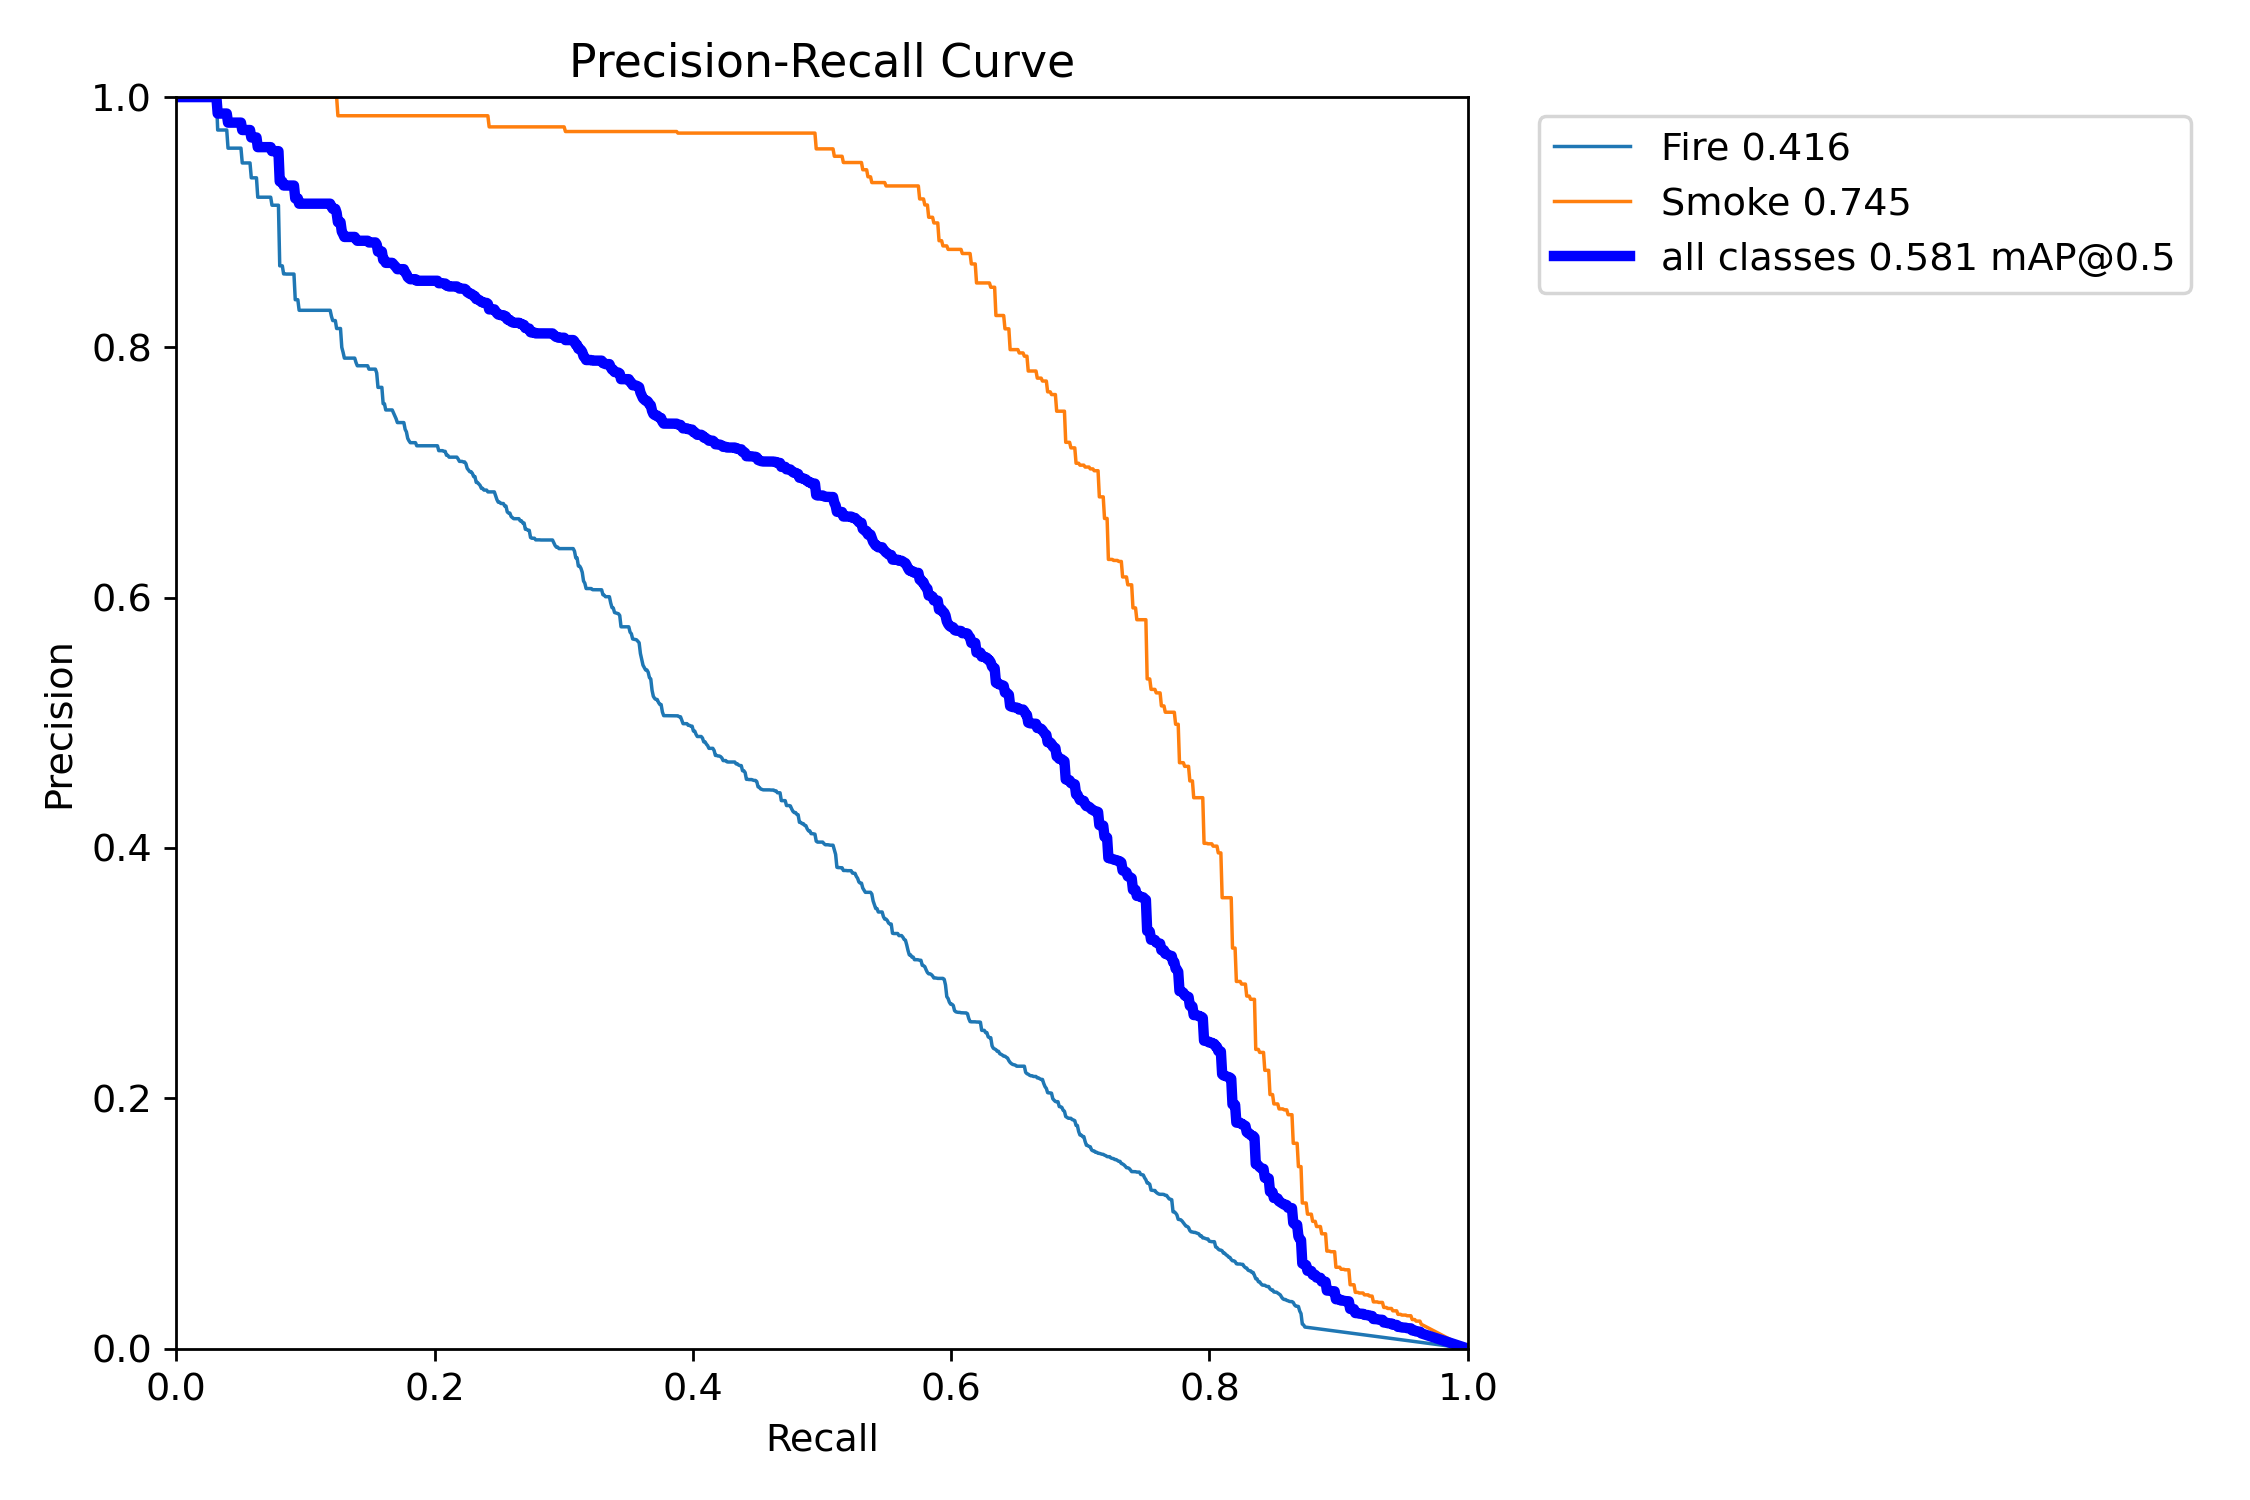 Precision-Recall Curve
1.0
0.8
0.6
0.4
0.2
0.0
Precision
0.0 0.2 0.4 0.6 0.8 1.0
Recall
Fire 0.416
Smoke 0.745
all classes 0.581 mAP@0.5